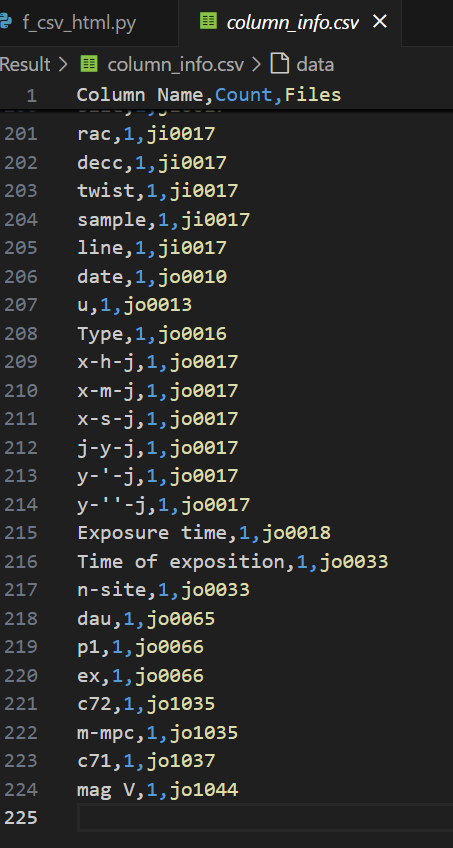 f_csv_html.py
column_info.csv
Result > column_info.csv > data
1 Column Name,Count,Files
201 rac,1,ji0017
202 decc,1,ji0017
203 twist,1,ji0017
204 sample,1,ji0017
205 line,1,ji0017
206 date,1,jo0010
207 u,1,jo0013
208 Type,1,jo0016
209 x-h-j,1,jo0017
210 x-m-j,1,jo0017
211 x-s-j,1,jo0017
212 j-y-j,1,jo0017
213 y-'-j,1,jo0017
214 y-''-j,1,jo0017
215 Exposure time,1,jo0018
216 Time of exposition,1,jo0033
217 n-site,1,jo0033
218 dau,1,jo0065
219 p1,1,jo0066
220 ex,1,jo0066
221 c72,1,jo1035
222 m-mpc,1,jo1035
223 c71,1,jo1037
224 mag V,1,jo1044
225